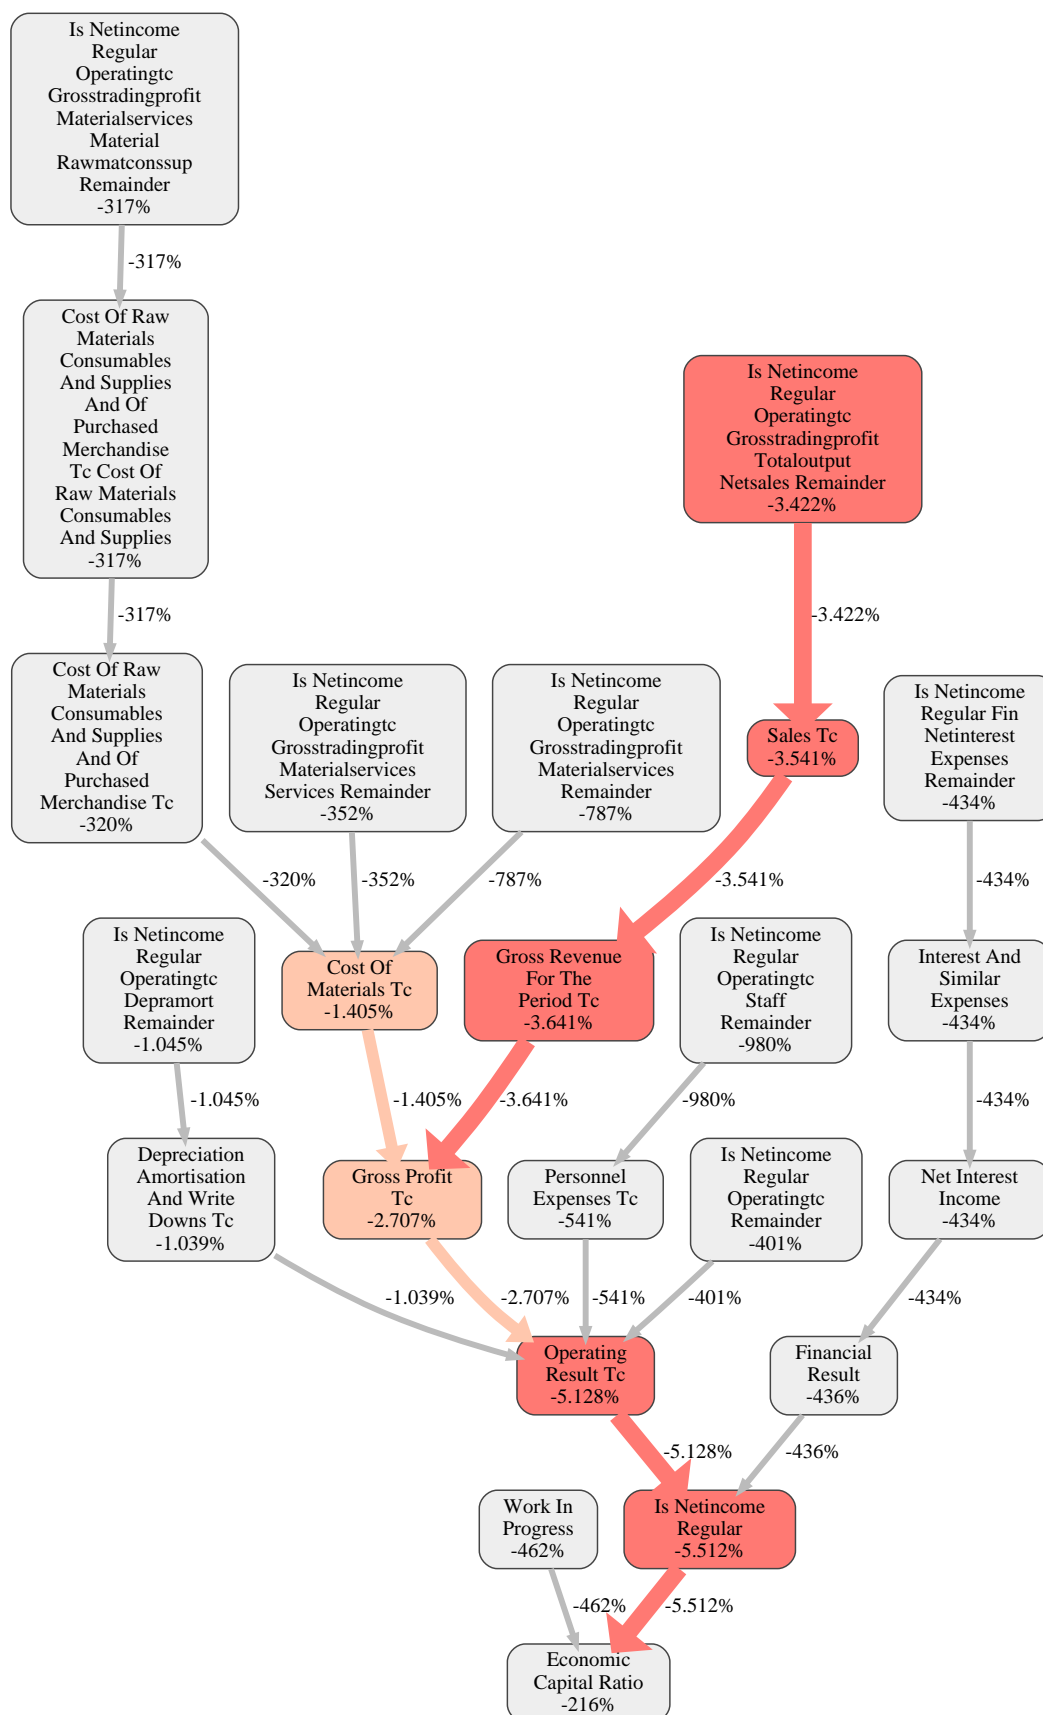 Is Netincome
Regular
Operatingtc
Grosstradingprofit
Materialservices
Material
Rawmatconssup
Remainder
-317%
-317%
Cost Of Raw
Materials
Consumables
And Supplies
And Of
Purchased
Merchandise
Tc Cost Of
Raw Materials
Consumables
And Supplies
-317%
Is Netincome
Regular
Operatingtc
Grosstradingprofit
Totaloutput
Netsales Remainder
-3.422%
-317%
-3.422%
Cost Of Raw
Materials
Consumables
And Supplies
And Of
Purchased
Merchandise Tc
-320%
Is Netincome
Regular
Operatingtc
Grosstradingprofit
Materialservices
Services Remainder
-352%
Is Netincome
Regular
Operatingtc
Grosstradingprofit
Materialservices
Remainder
-787%
Sales Tc
-3.541%
Is Netincome
Regular Fin
Netinterest
Expenses
Remainder
-434%
-320%
-352%
-787%
-3.541%
-434%
Is Netincome
Regular
Operatingtc
Depramort
Remainder
-1.045%
Cost Of
Materials Tc
-1.405%
Gross Revenue
For The
Period Tc
-3.641%
Is Netincome
Regular
Operatingtc
Staff
Remainder
-980%
Interest And
Similar
Expenses
-434%
-1.045%
-1.405%
-3.641%
-980%
-434%
Depreciation
Amortisation
And Write
Downs Tc
-1.039%
Gross Profit
Tc
-2.707%
Personnel
Expenses Tc
-541%
Is Netincome
Regular
Operatingtc
Remainder
-401%
Net Interest
Income
-434%
-1.039%
-2.707%
-541%
-401%
-434%
Operating
Result Tc
-5.128%
Financial
Result
-436%
-5.128%
-436%
Work In
Progress
-462%
Is Netincome
Regular
-5.512%
-462%
-5.512%
Economic
Capital Ratio
-216%